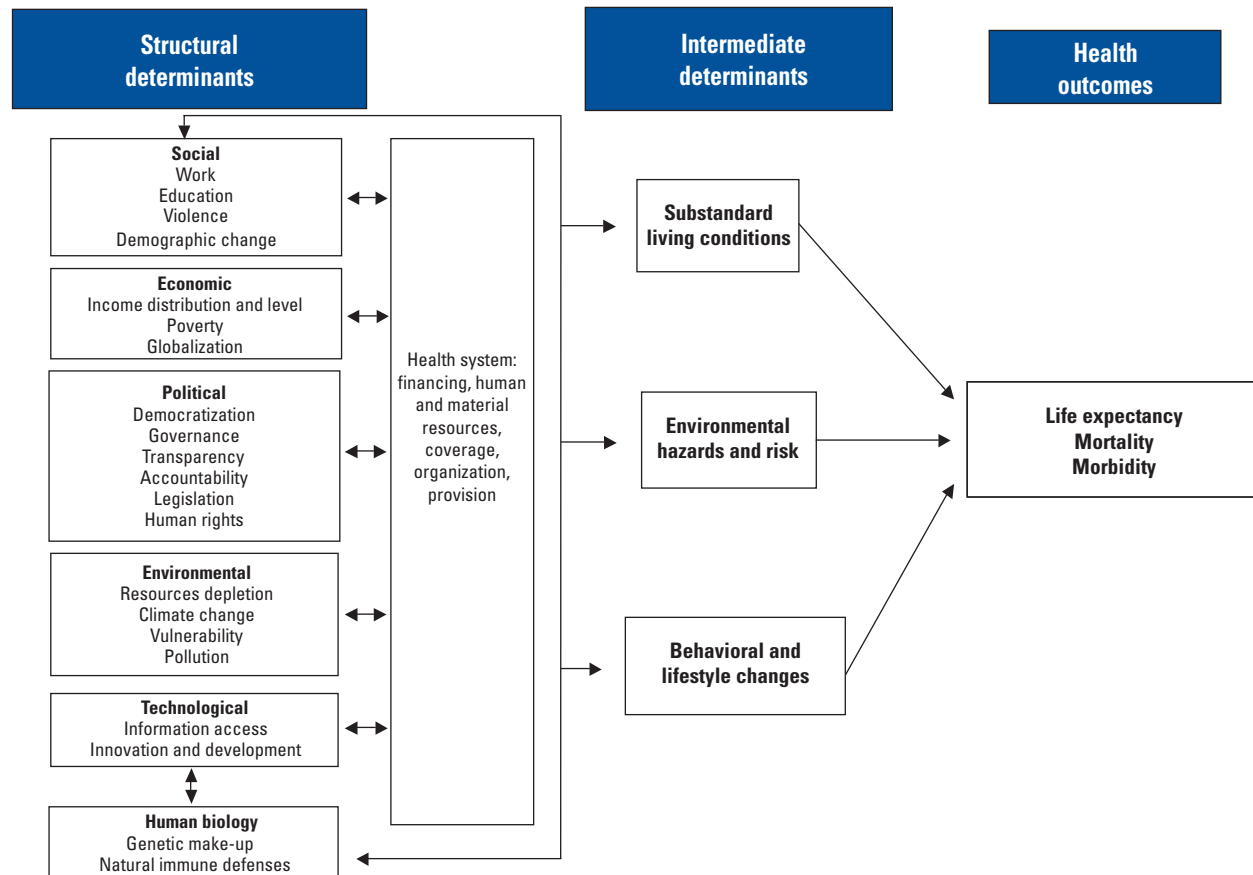 Structural
determinants
Intermediate
determinants
Health
outcomes
Social
Work
Education
Violence
Demographic change
Economic
Income distribution and level
Poverty
Globalization
Political
Democratization
Governance
Transparency
Accountability
Legislation
Human rights
Environmental
Resources depletion
Climate change
Vulnerability
Pollution
Technological
Information access
Innovation and development
Human biology
Genetic make-up
Natural immune defenses
Health system:
financing, human
and material
resources,
coverage,
organization,
provision
Substandard
living conditions
Environmental
hazards and risk
Behavioral and
lifestyle changes
Life expectancy
Mortality
Morbidity